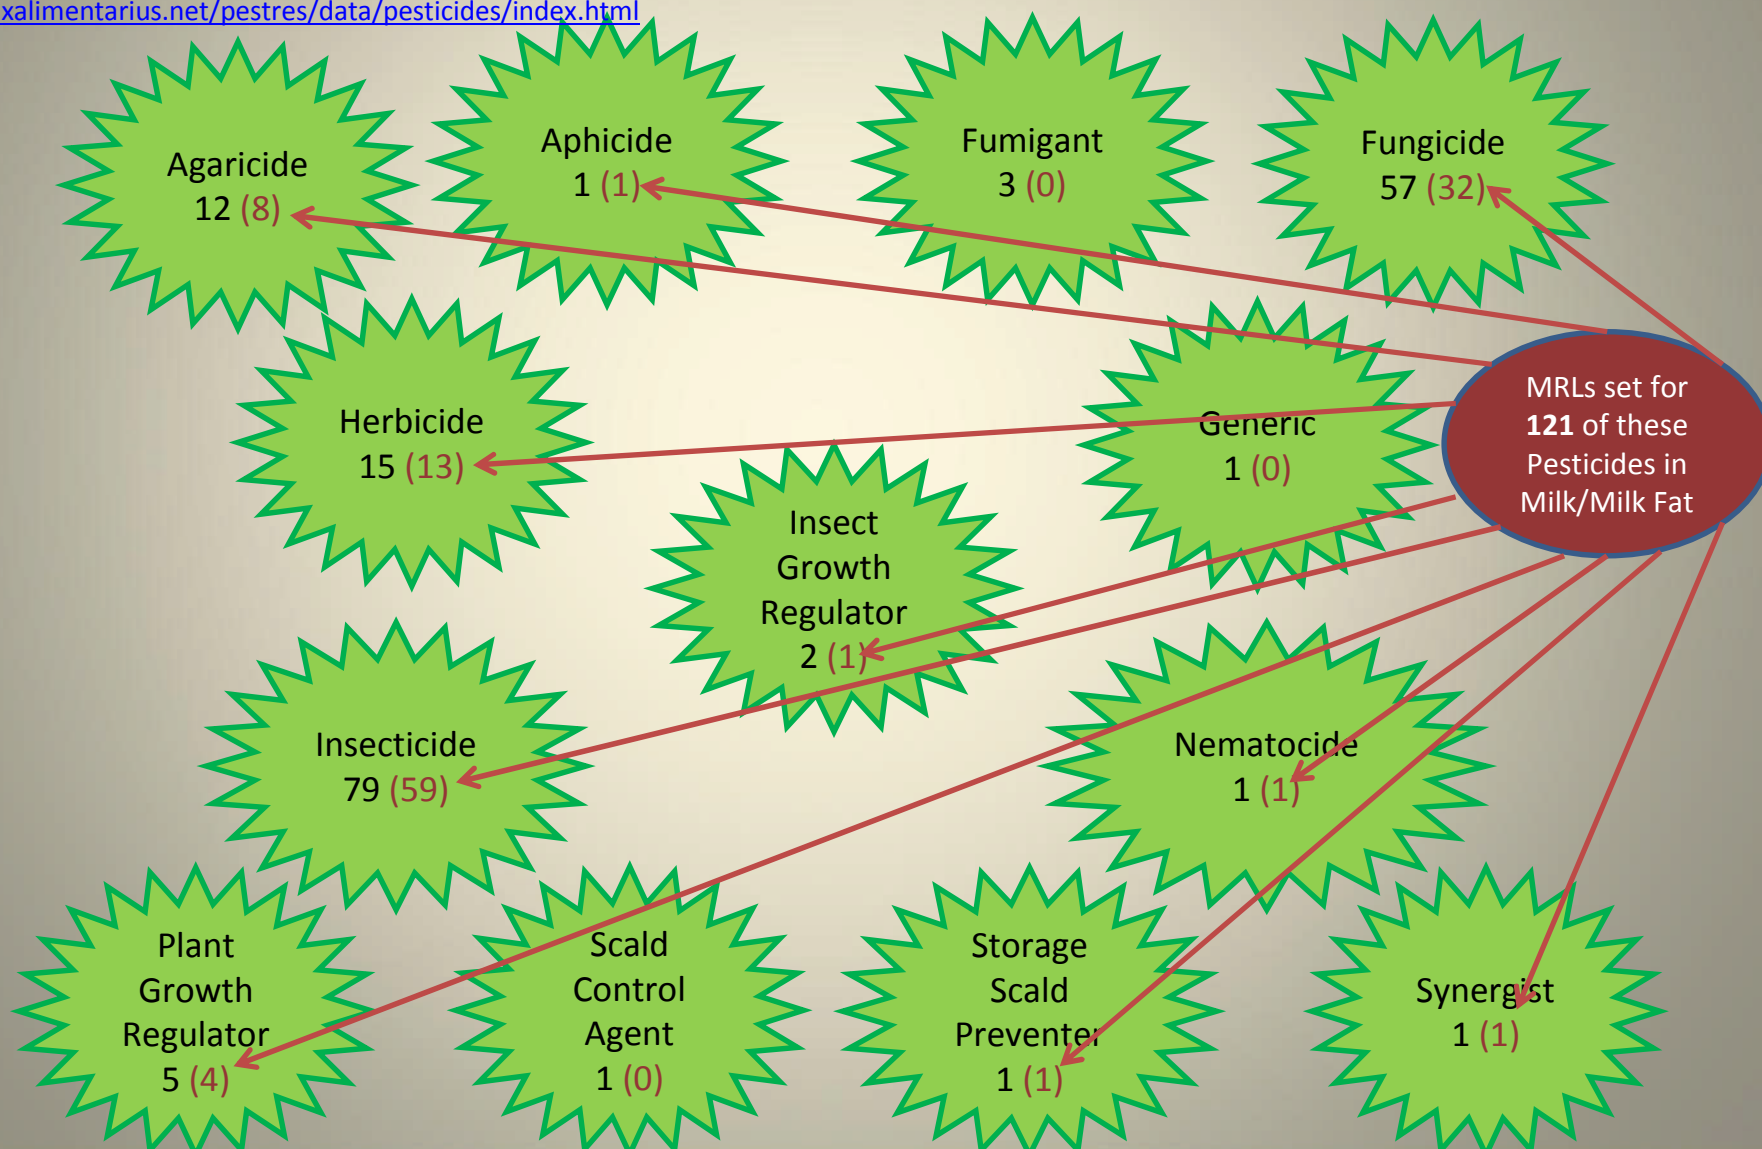 xalimentarius.net/pestres/data/pesticides/index.html
Agaricide
12 (8)
Aphicide
1 (1)
Fumigant
3 (0)
Fungicide
57 (32)
Herbicide
15 (13)
Generic
1 (0)
MRLs set for
121 of these
Pesticides in
Milk/Milk Fat
Insect
Growth
Regulator
2 (1)
Insecticide
79 (59)
Nematocide
1 (1)
Plant
Growth
Regulator
5 (4)
Scald
Control
Agent
1 (0)
Storage
Scald
Preventer
1 (1)
Synergist
1 (1)